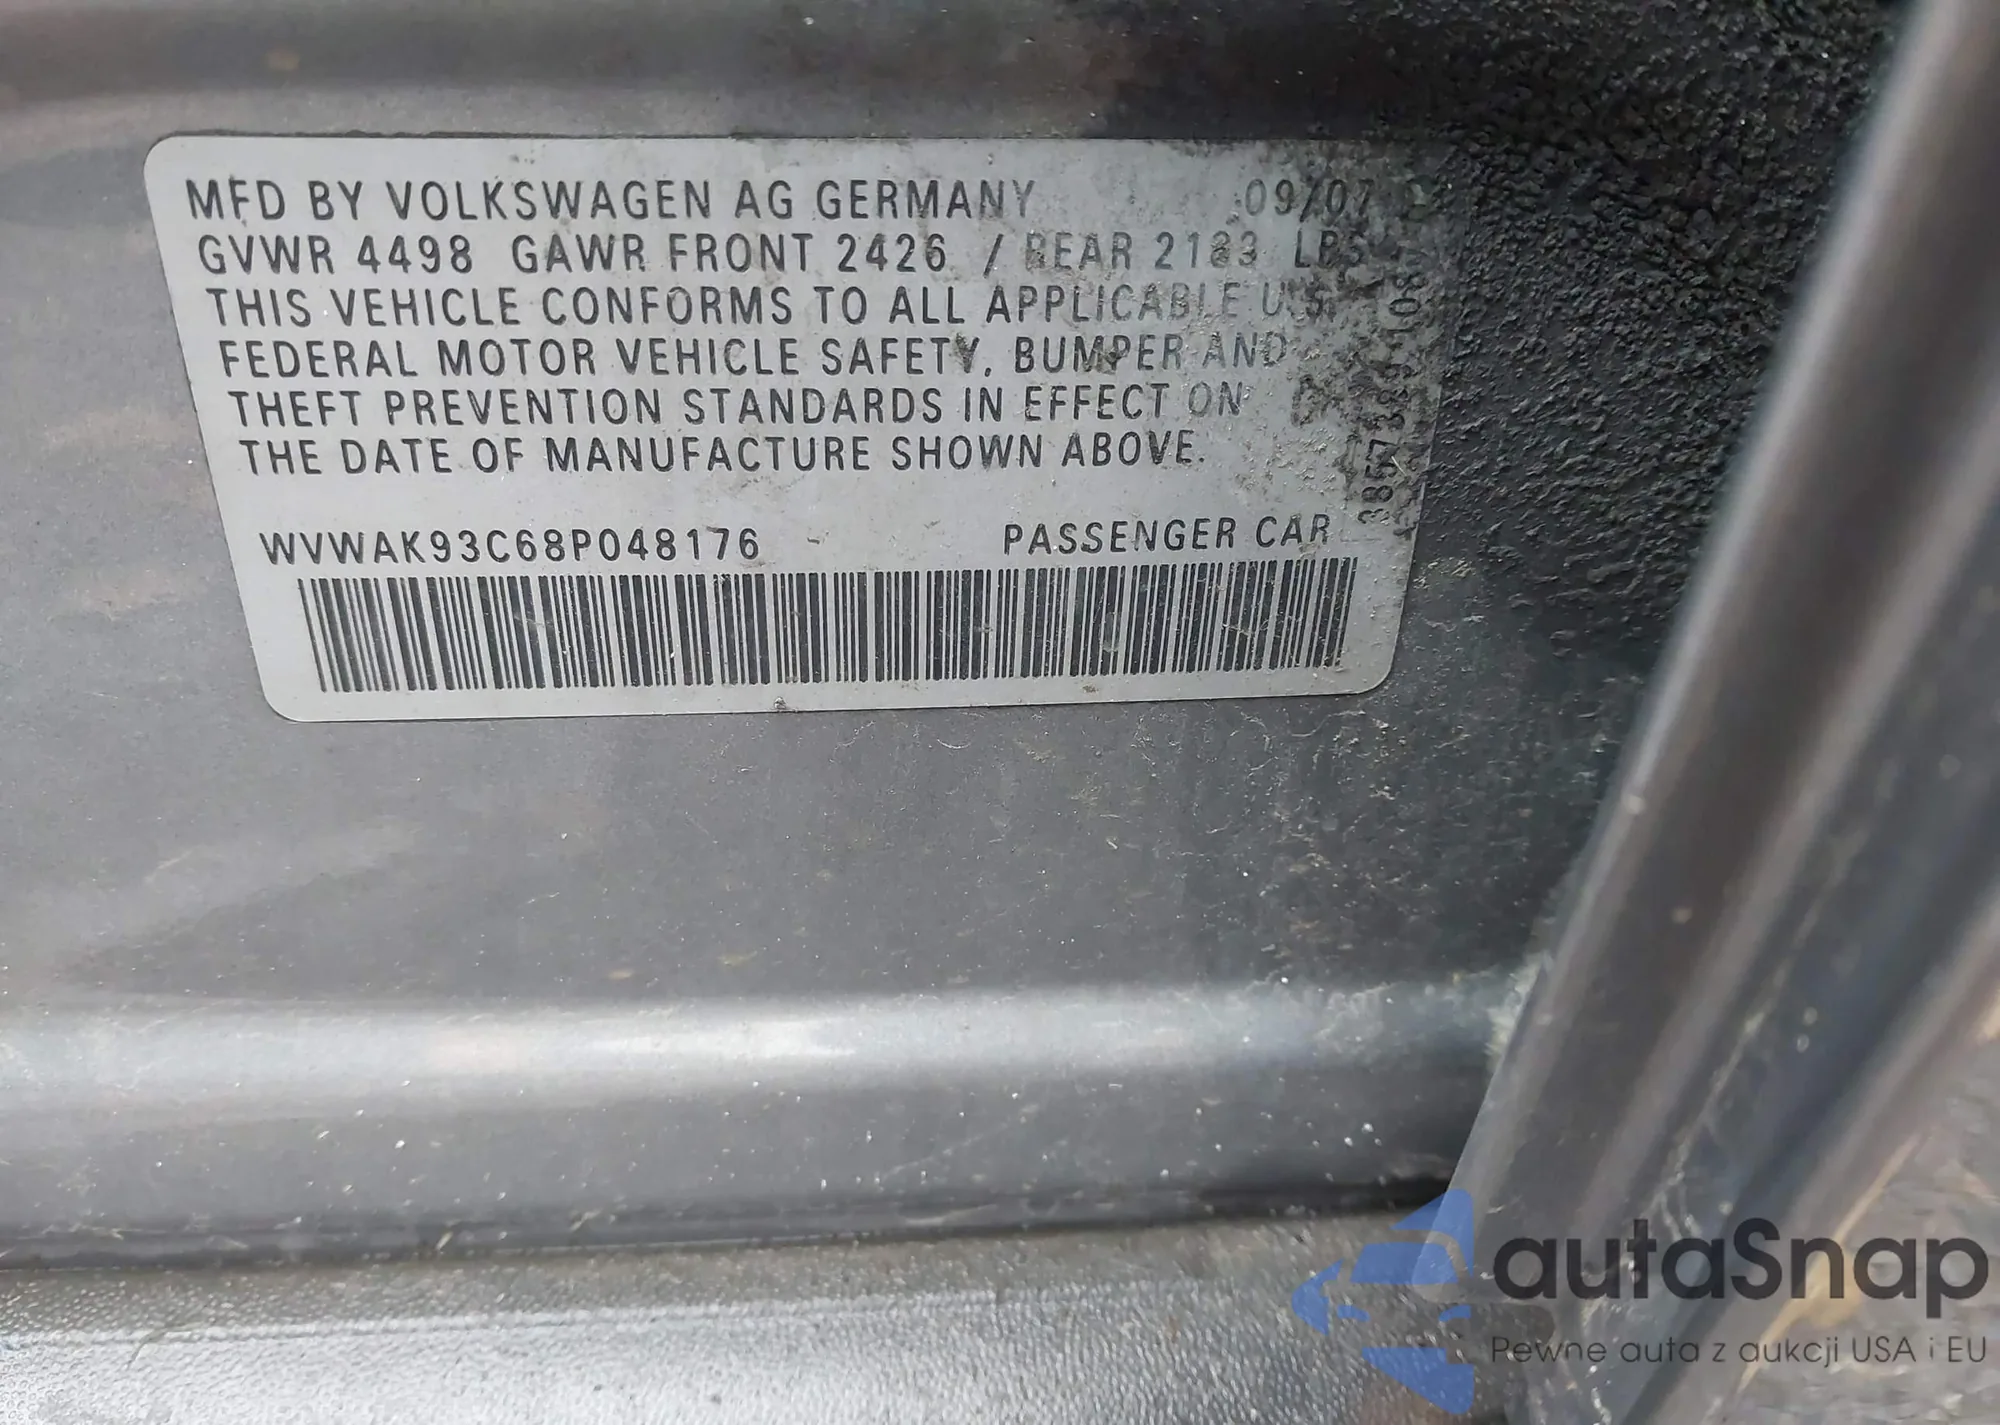 MFD BY VOLKSWAGEN AG GERMANY 09/07
GVWR 4498 GAWR FRONT 2426 / REAR 2183 LBS
THIS VEHICLE CONFORMS TO ALL APPLICABLE U.S.
FEDERAL MOTOR VEHICLE SAFETY, BUMPER AND
THEFT PREVENTION STANDARDS IN EFFECT ON
THE DATE OF MANUFACTURE SHOWN ABOVE.
WVWAK93C68P048176 PASSENGER CAR
autaSnap
Pewne auta z aukcji USA i EU